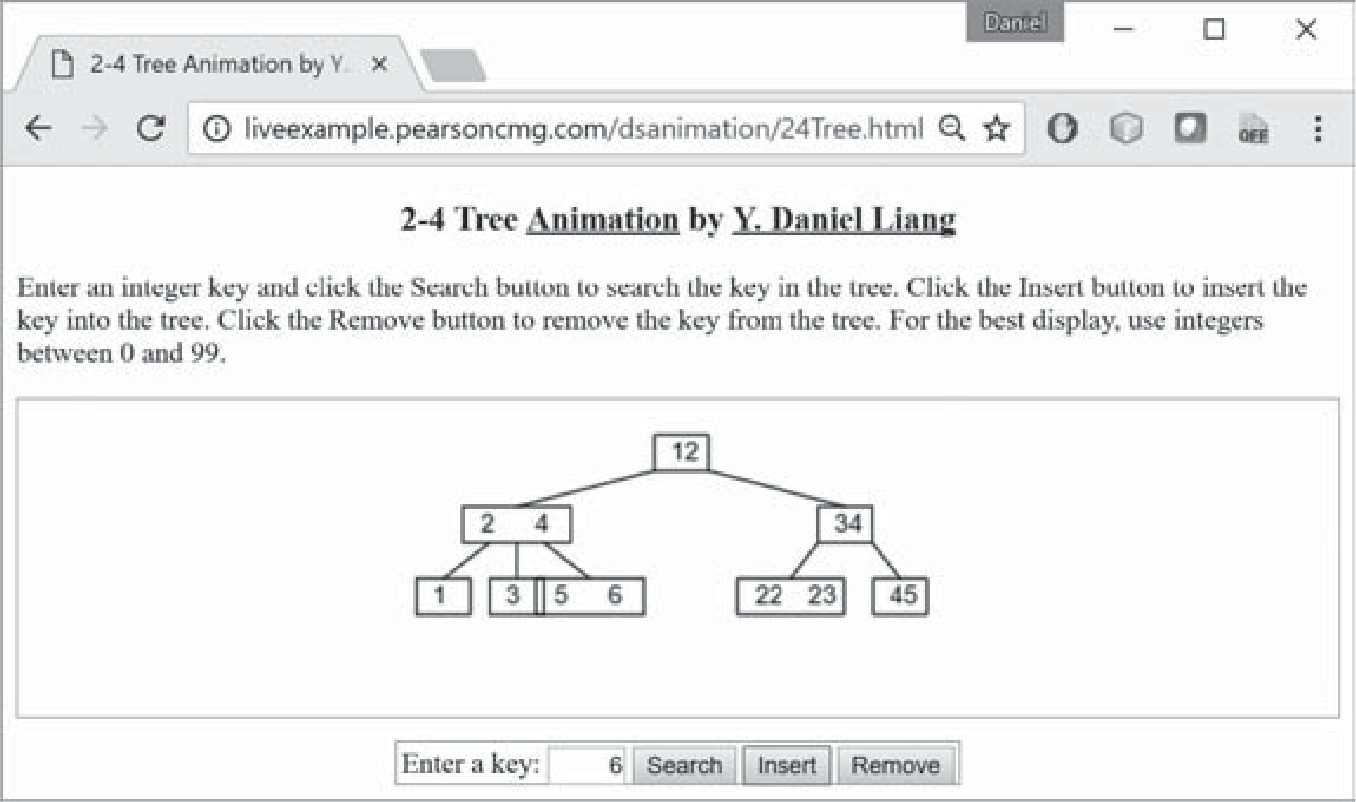 Daniel
2-4 Tree Animation by Y.
liveexample.pearsoncmg.com/dsanimation/24Tree.html
OFF
2-4 Tree Animation by Y. Daniel Liang
Enter an integer key and click the Search button to search the key in the tree. Click the Insert button to insert the
key into the tree. Click the Remove button to remove the key from the tree. For the best display, use integers
between 0 and 99.
12
2 4 34
1 3 5 6 22 23 45
Enter a key: 6 Search Insert Remove